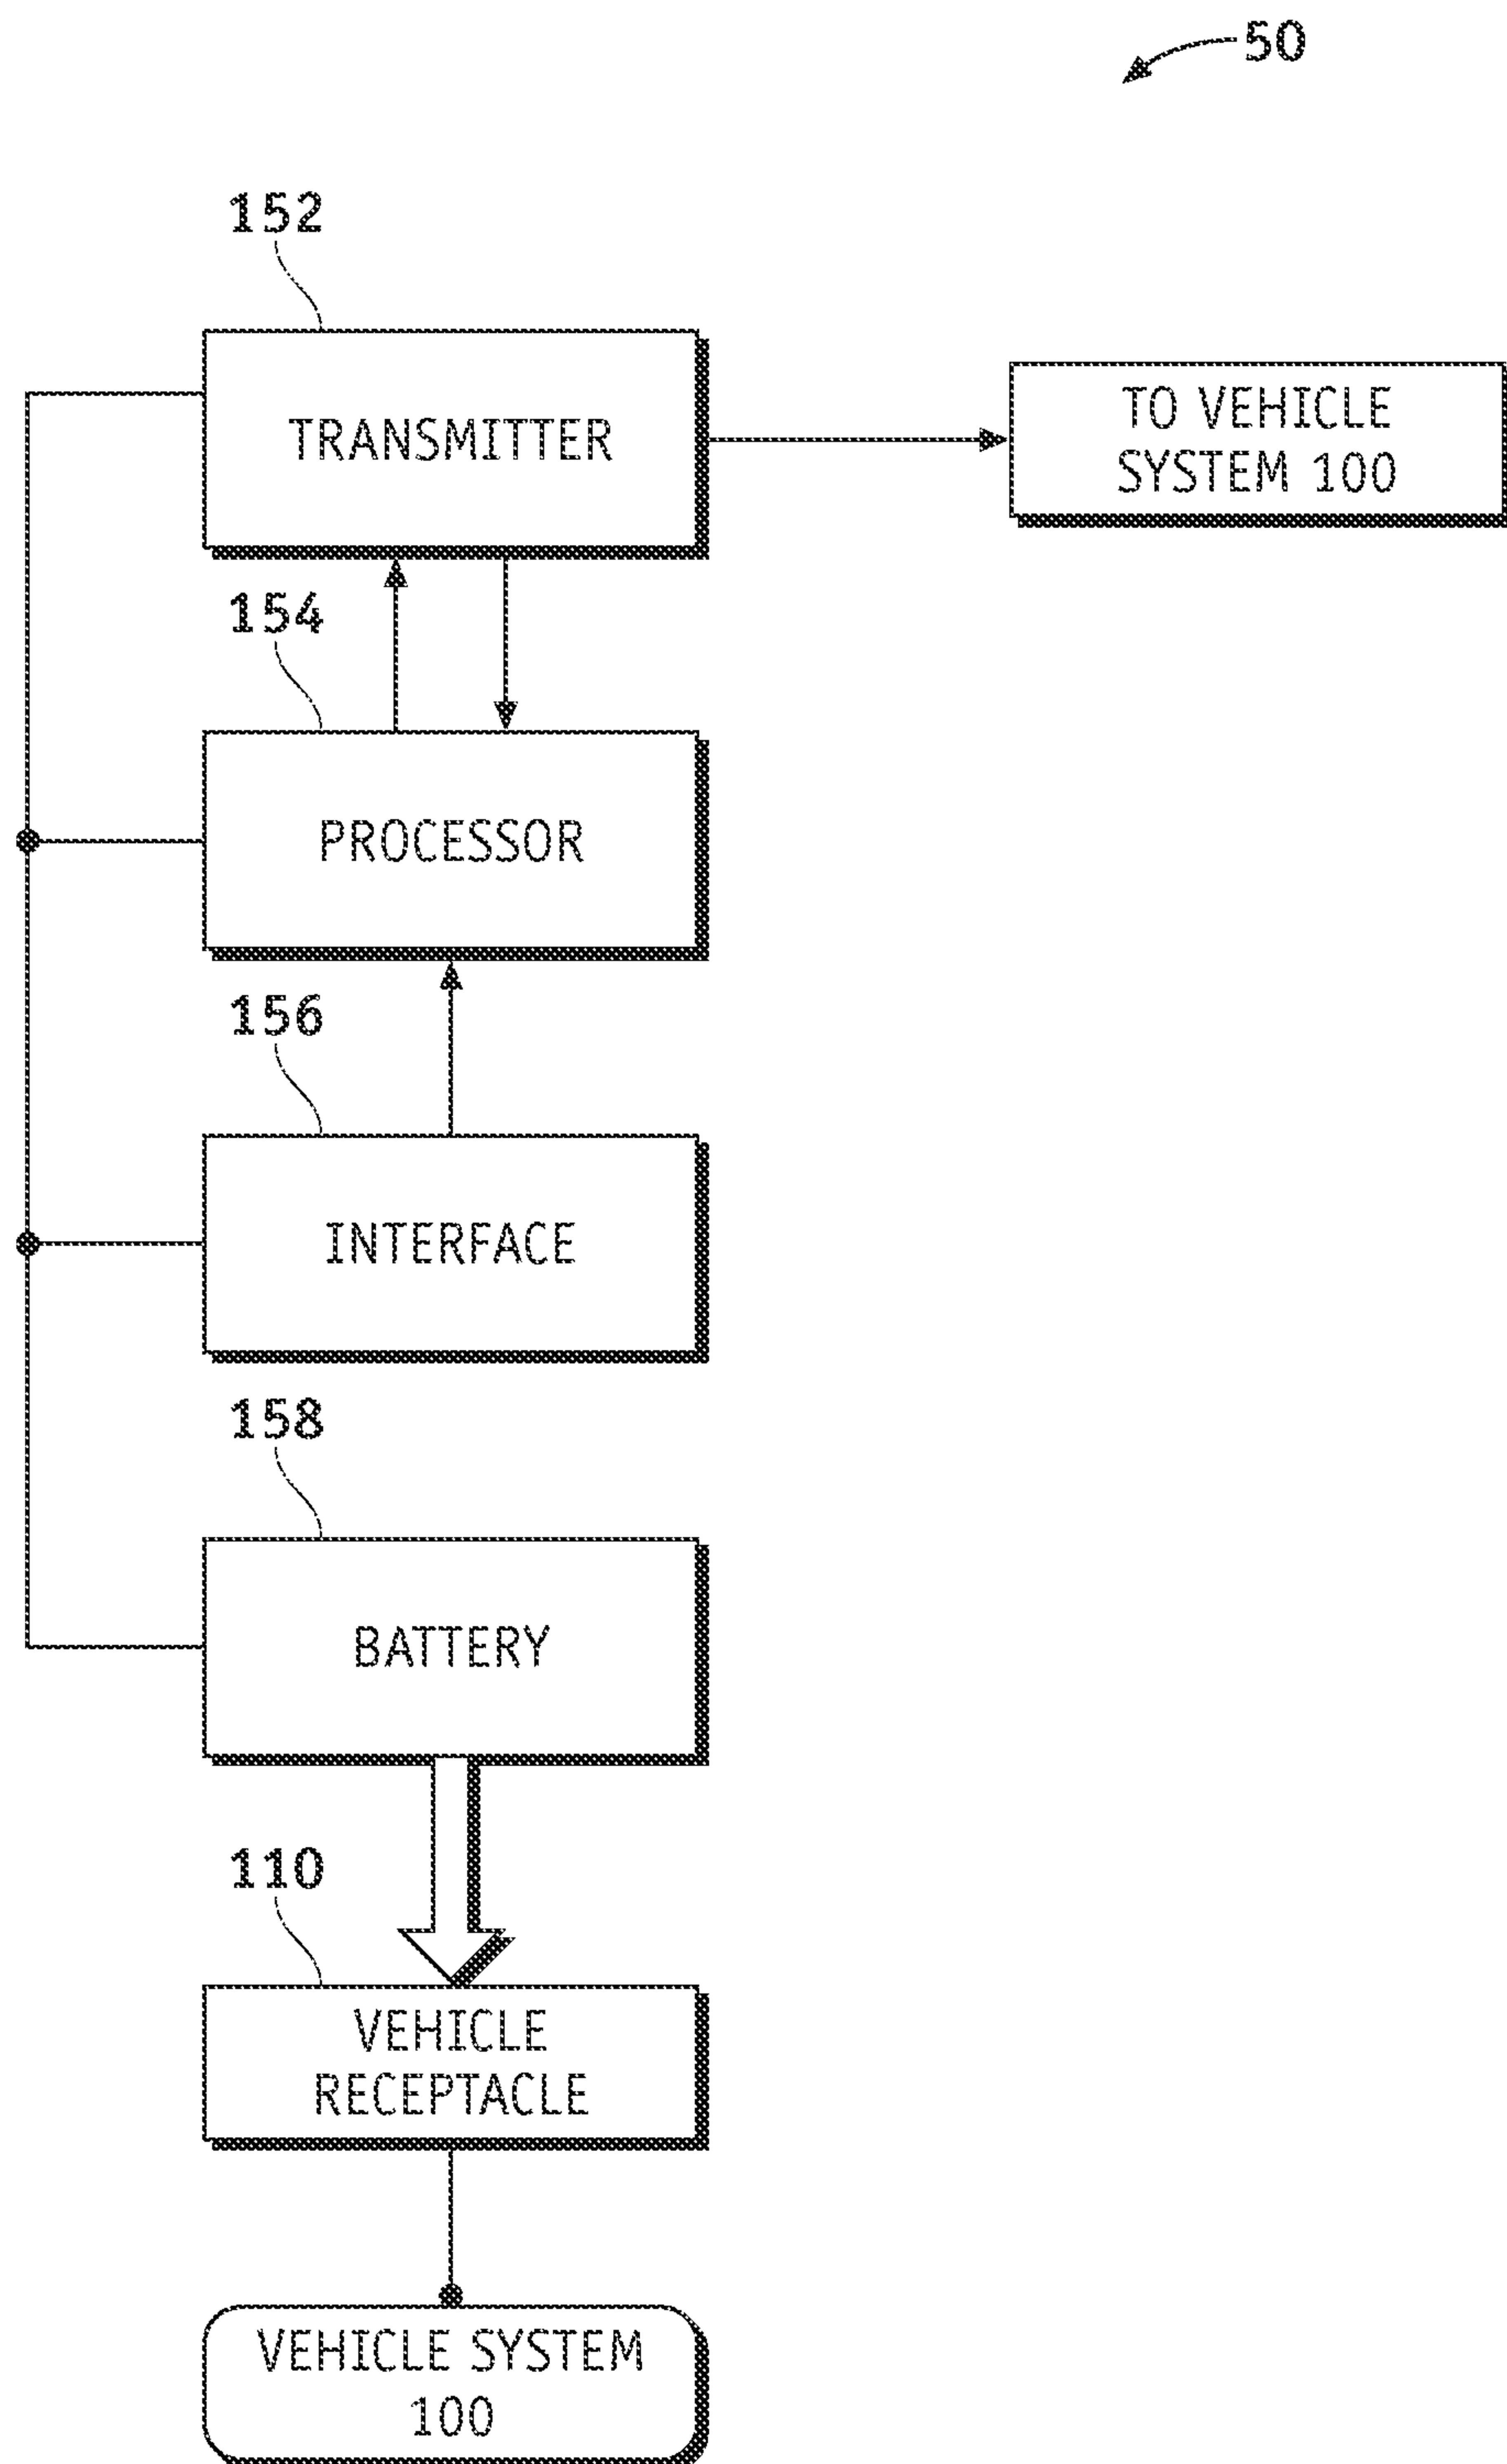 50
152
TRANSMITTER
TO VEHICLE
SYSTEM 100
154
PROCESSOR
156
INTERFACE
158
BATTERY
110
VEHICLE
RECEPTACLE
VEHICLE SYSTEM
100